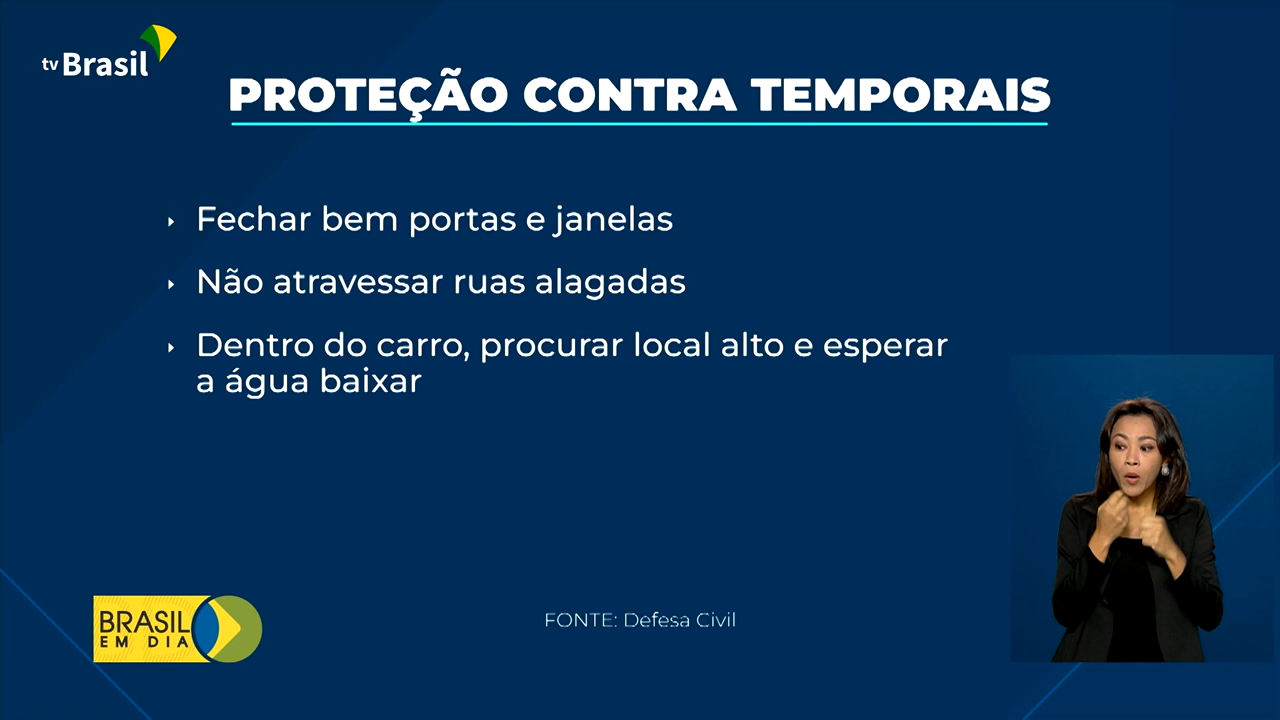 tv Brasil
PROTEÇÃO CONTRA TEMPORAIS
Fechar bem portas e janelas
Não atravessar ruas alagadas
Dentro do carro, procurar local alto e esperar
a água baixar
BRASIL
EM DIA
FONTE: Defesa Civil